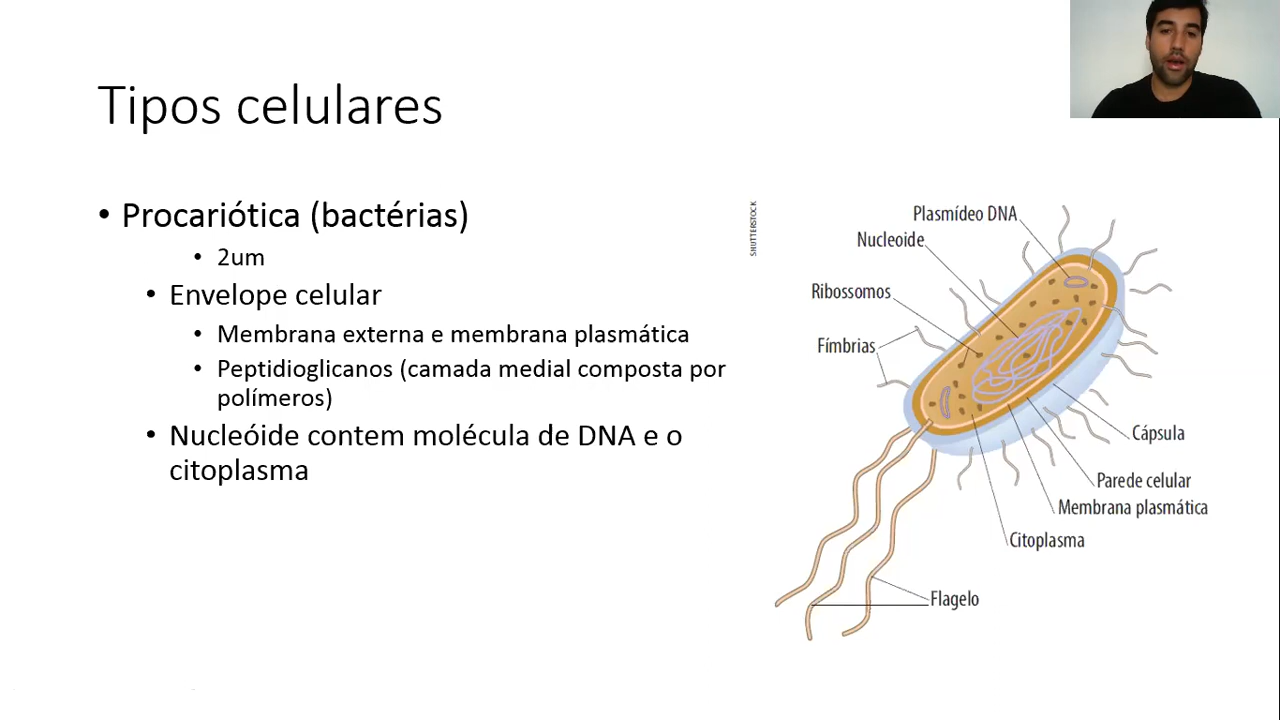 Tipos celulares
• Procariótica (bactérias)
• 2um
• Envelope celular
• Membrana externa e membrana plasmática
• Peptidioglicanos (camada medial composta por
polímeros)
• Nucleóide contem molécula de DNA e o
citoplasma
SHUTTERSTOCK
Plasmídeo DNA
Nucleoide
Ribossomos
Fímbrias
Cápsula
Parede celular
Membrana plasmática
Citoplasma
Flagelo